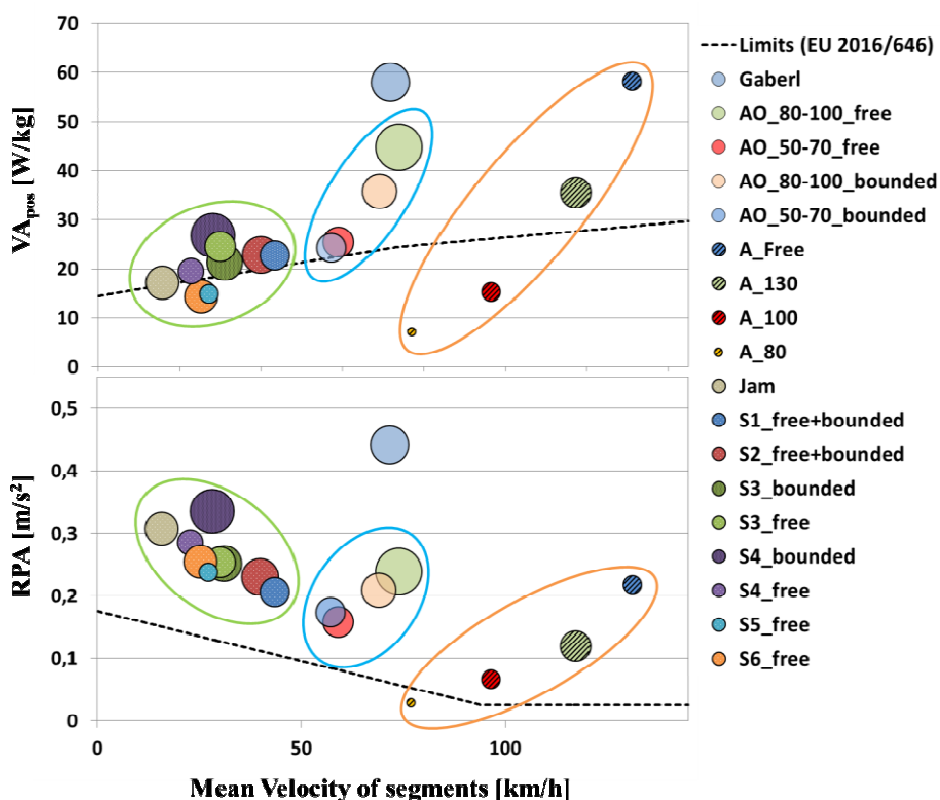 VApos [W/kg]
70
60
50
40
30
20
10
0
RPA [m/s²]
0,5
0,4
0,3
0,2
0,1
0
0
50
100
Mean Velocity of segments [km/h]
Limits (EU 2016/646)
Gaberl
AO_80-100_free
AO_50-70_free
AO_80-100_bounded
AO_50-70_bounded
A_Free
A_130
A_100
A_80
Jam
S1_free+bounded
S2_free+bounded
S3_bounded
S3_free
S4_bounded
S4_free
S5_free
S6_free